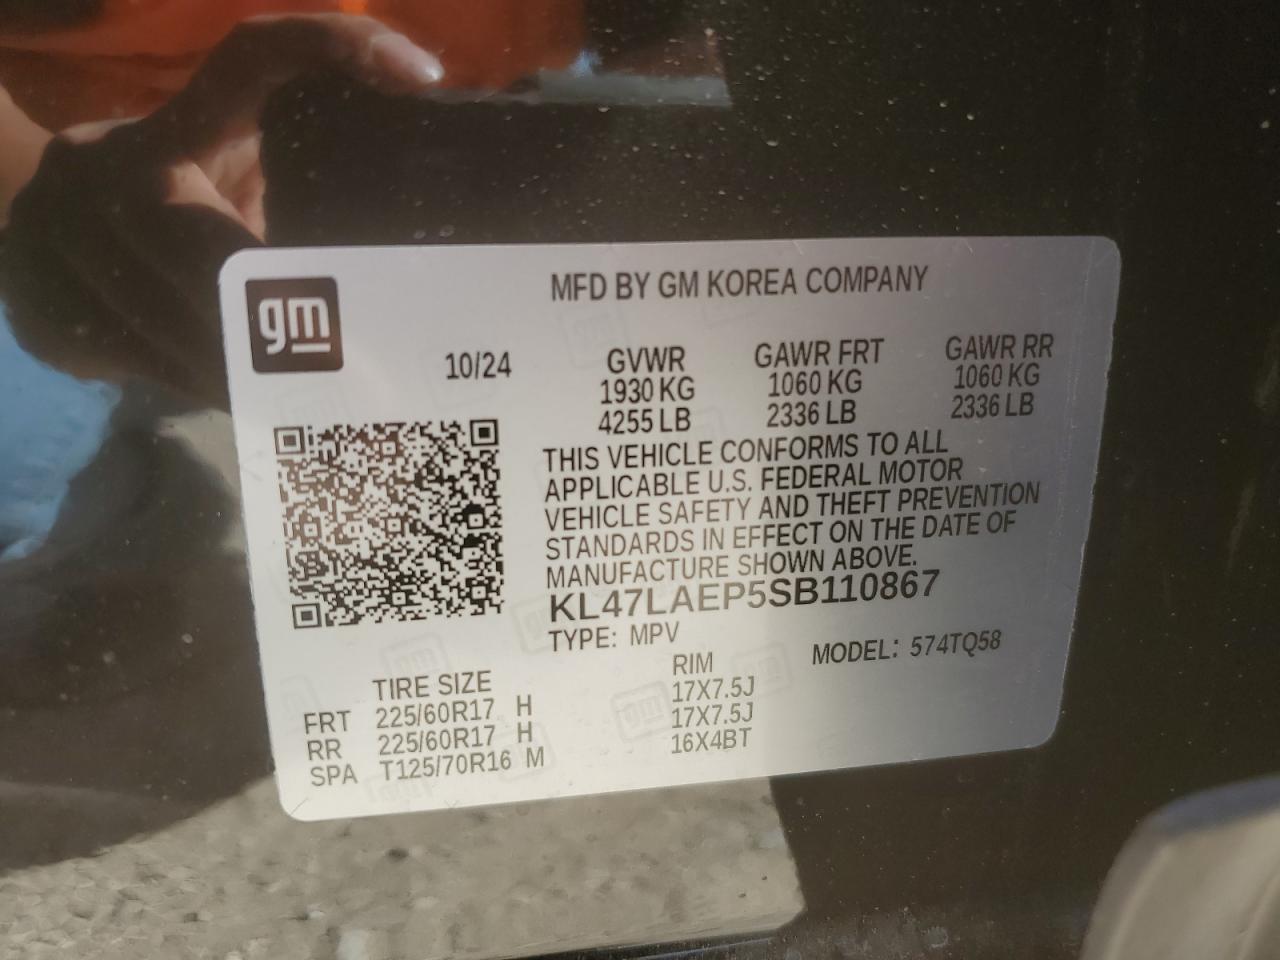 gm
MFD BY GM KOREA COMPANY
10/24
GVWR GAWR FRT GAWR RR
1930 KG 1060 KG 1060 KG
4255 LB 2336 LB 2336 LB
THIS VEHICLE CONFORMS TO ALL
APPLICABLE U.S. FEDERAL MOTOR
VEHICLE SAFETY AND THEFT PREVENTION
STANDARDS IN EFFECT ON THE DATE OF
MANUFACTURE SHOWN ABOVE.
KL47LAEP5SB110867
TYPE: MPV MODEL: 574TQ58
TIRE SIZE RIM
FRT 225/60R17 H 17X7.5J
RR 225/60R17 H 17X7.5J
SPA T125/70R16 M 16X4BT